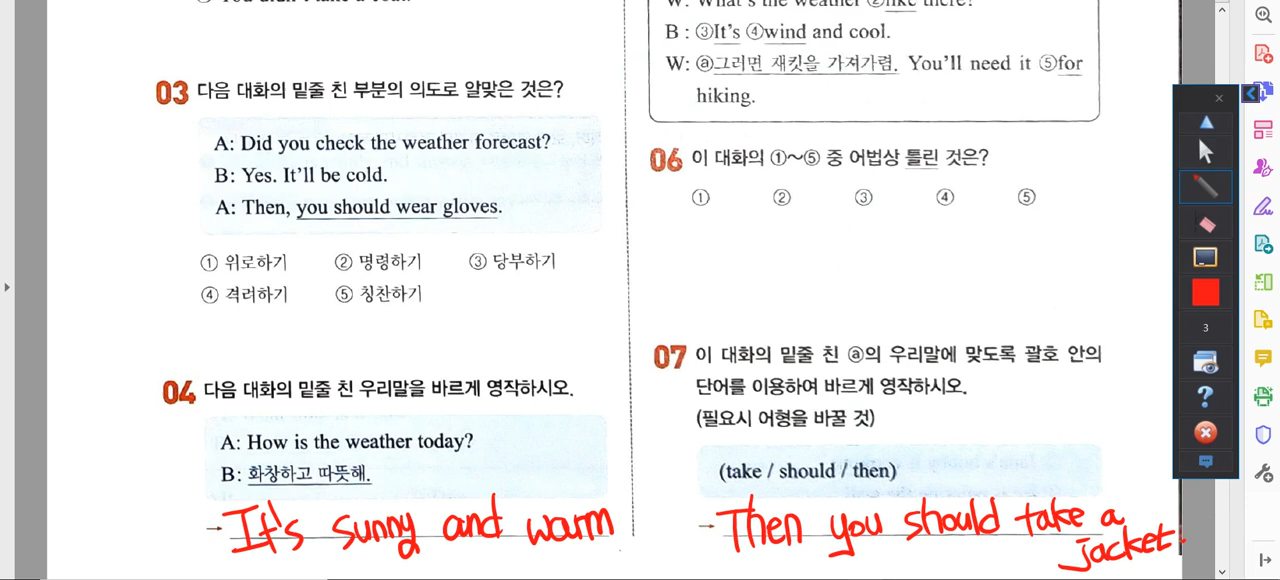 W: What's the weather ②like there?
B : ③It's ④wind and cool.
W: ⓐ그러면 재킷을 가져가렴. You'll need it ⑤for
hiking.
03 다음 대화의 밑줄 친 부분의 의도로 알맞은 것은?
A: Did you check the weather forecast?
B: Yes. It'll be cold.
A: Then, you should wear gloves.
① 위로하기 ② 명령하기 ③ 당부하기
④ 격려하기 ⑤ 칭찬하기
04 다음 대화의 밑줄 친 우리말을 바르게 영작하시오.
A: How is the weather today?
B: 화창하고 따뜻해.
→ It's sunny and warm
06 이 대화의 ①~⑤ 중 어법상 틀린 것은?
① ② ③ ④ ⑤
07 이 대화의 밑줄 친 ⓐ의 우리말에 맞도록 괄호 안의
단어를 이용하여 바르게 영작하시오.
(필요시 어형을 바꿀 것)
(take / should / then)
→ Then you should take a
jacket.
3